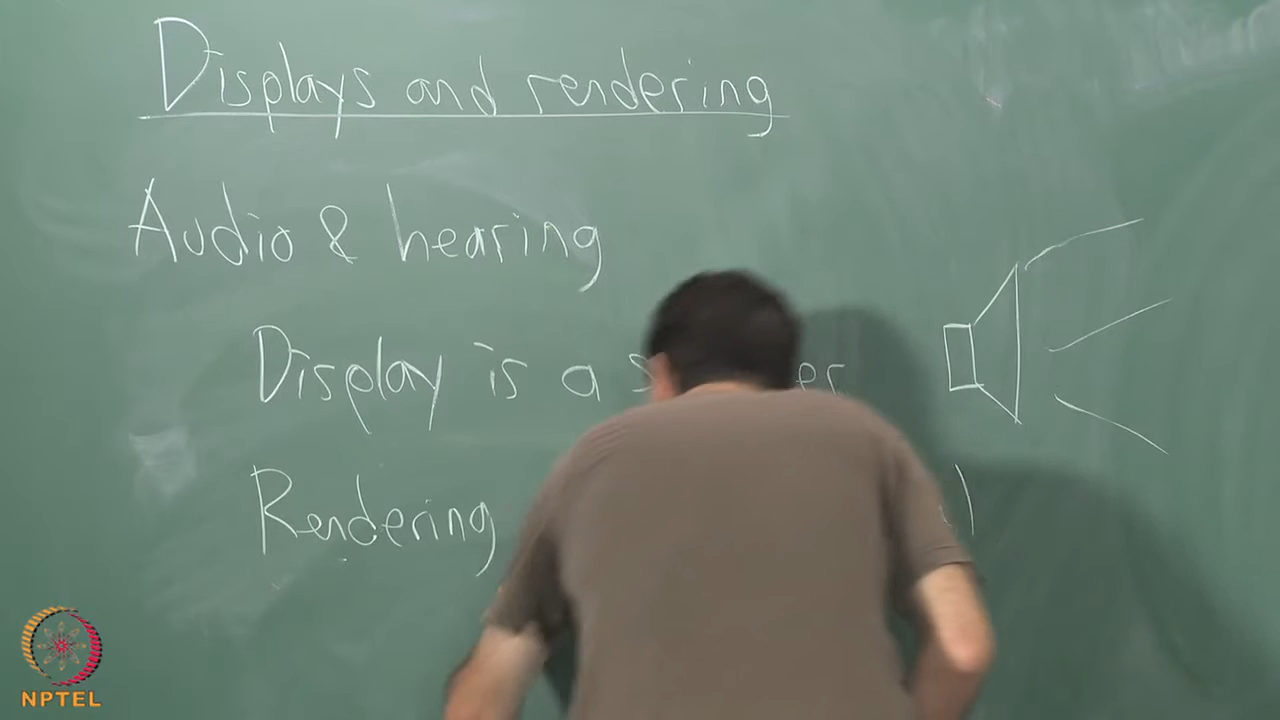 Displays and rendering
Audio & hearing
Display is a
Rendering
NPTEL